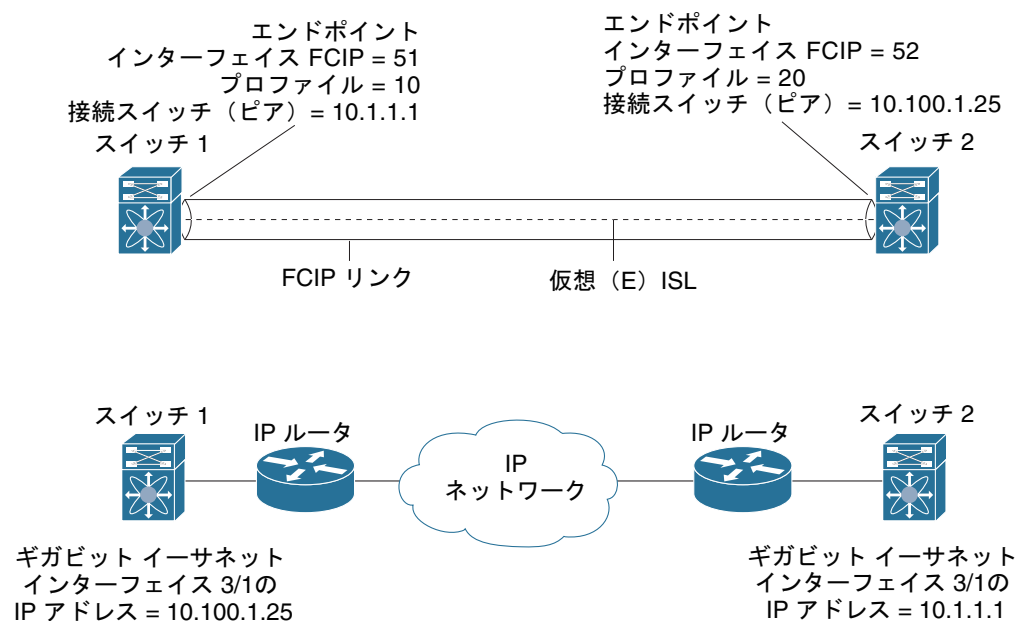 エンドポイント
インターフェイス FCIP = 51
プロファイル = 10
接続スイッチ（ピア）= 10.1.1.1
スイッチ 1
エンドポイント
インターフェイス FCIP = 52
プロファイル = 20
接続スイッチ（ピア）= 10.100.1.25
スイッチ 2
FCIP リンク
仮想（E）ISL
スイッチ 1
IP ルータ
IP
ネットワーク
IP ルータ
スイッチ 2
ギガビット イーサネット
インターフェイス 3/1の
IP アドレス = 10.100.1.25
ギガビット イーサネット
インターフェイス 3/1の
IP アドレス = 10.1.1.1